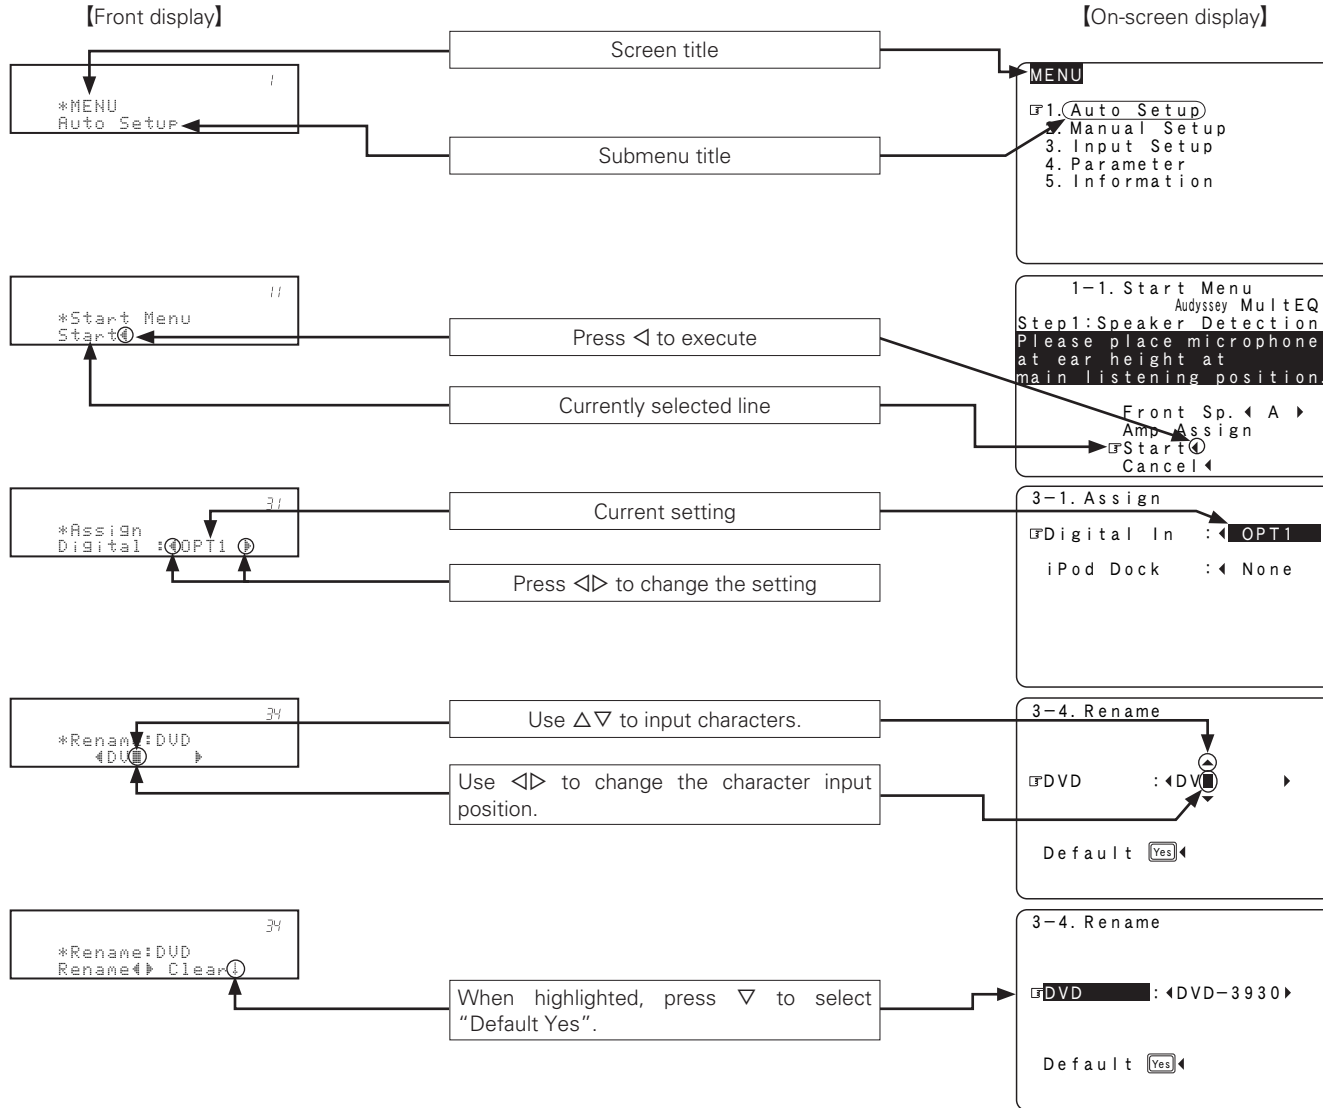 【Front display】
【On-screen display】
Screen title
1
*MENU
Auto Setup
MENU
☞1. Auto Setup
2. Manual Setup
3. Input Setup
4. Parameter
5. Information
Submenu title
11
*Start Menu
Start◀
Press ◁ to execute
Currently selected line
1-1. Start Menu
Audyssey MultEQ
Step1:Speaker Detection
Please place microphone
at ear height at
main listening position.
Front Sp.◀ A ▶
Amp Assign
☞Start◀
Cancel◀
31
*Assign
Digital :◀OPT1 ▶
Current setting
Press ◁▷ to change the setting
3-1. Assign
☞Digital In :◀ OPT1
iPod Dock :◀ None
34
*Rename:DVD
◀DV■ ▶
Use △▽ to input characters.
Use ◁▷ to change the character input
position.
3-4. Rename
▲
☞DVD :◀DV■ ▶
▼
Default Yes◀
34
*Rename:DVD
Rename◀▶ Clear↓
When highlighted, press ▽ to select
“Default Yes”.
3-4. Rename
☞DVD :◀DVD-3930▶
Default Yes◀